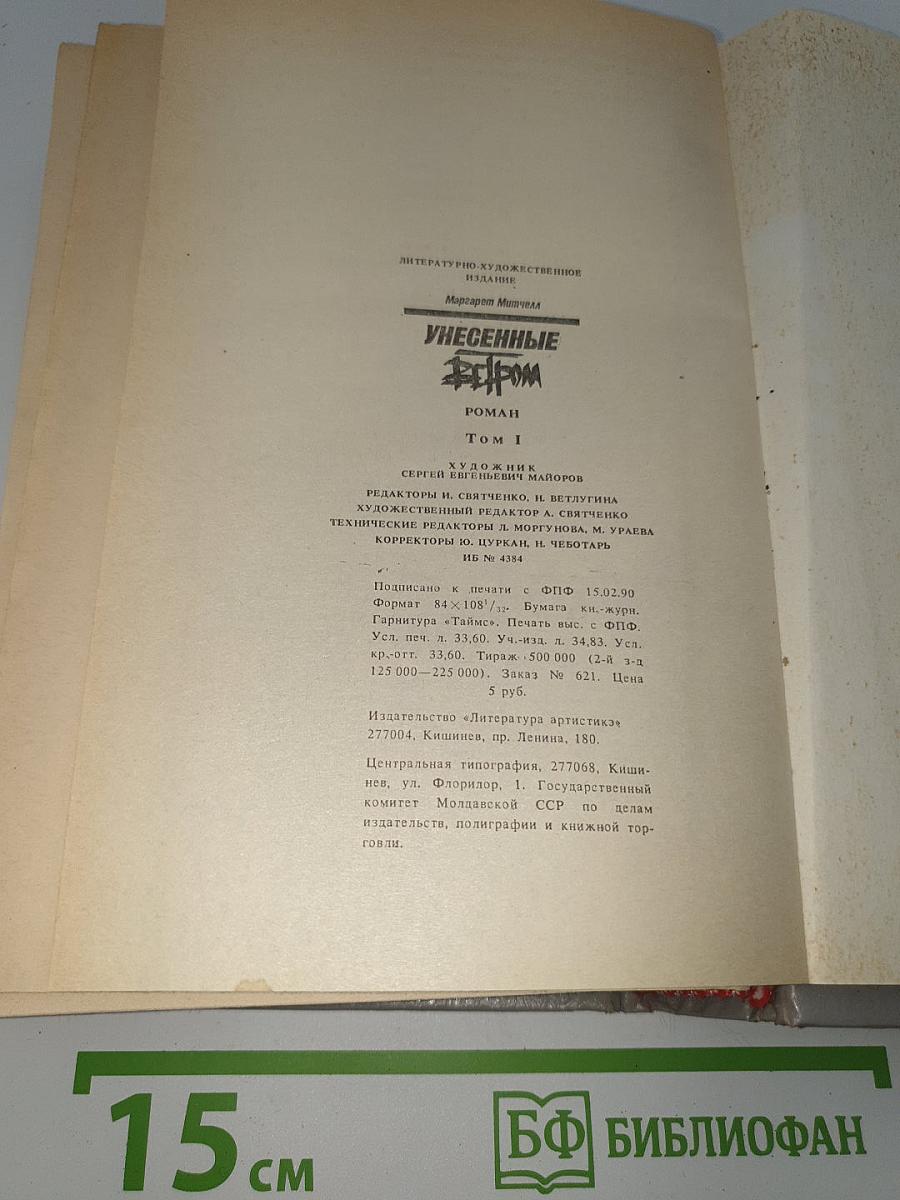 ЛИТЕРАТУРНО-ХУДОЖЕСТВЕННОЕ
ИЗДАНИЕ
Маргарет Митчелл
УНЕСЕННЫЕ
ВЕТРОМ
РОМАН
Том I
ХУДОЖНИК
СЕРГЕЙ ЕВГЕНЬЕВИЧ МАЙОРОВ
РЕДАКТОРЫ И. СВЯТЧЕНКО, Н. ВЕТЛУГИНА
ХУДОЖЕСТВЕННЫЙ РЕДАКТОР А. СВЯТЧЕНКО
ТЕХНИЧЕСКИЕ РЕДАКТОРЫ Л. МОРГУНОВА, М. УРАЕВА
КОРРЕКТОРЫ Ю. ЦУРКАН, Н. ЧЕБОТАРЬ
ИБ № 4384
Подписано к печати с ФПФ 15.02.90
Формат 84×108¹/₃₂. Бумага кн.-журн.
Гарнитура «Таймс». Печать выс. с ФПФ.
Усл. печ. л. 33,60. Уч.-изд. л. 34,83. Усл.
кр.-отт. 33,60. Тираж 500 000 (2-й з-д
125 000—225 000). Заказ № 621. Цена
5 руб.
Издательство «Литература артистикэ»
277004, Кишинев, пр. Ленина, 180.
Центральная типография, 277068, Киши-
нев, ул. Флорилор, 1. Государственный
комитет Молдавской ССР по делам
издательств, полиграфии и книжной тор-
говли.
15 см
БФ БИБЛИОФАН